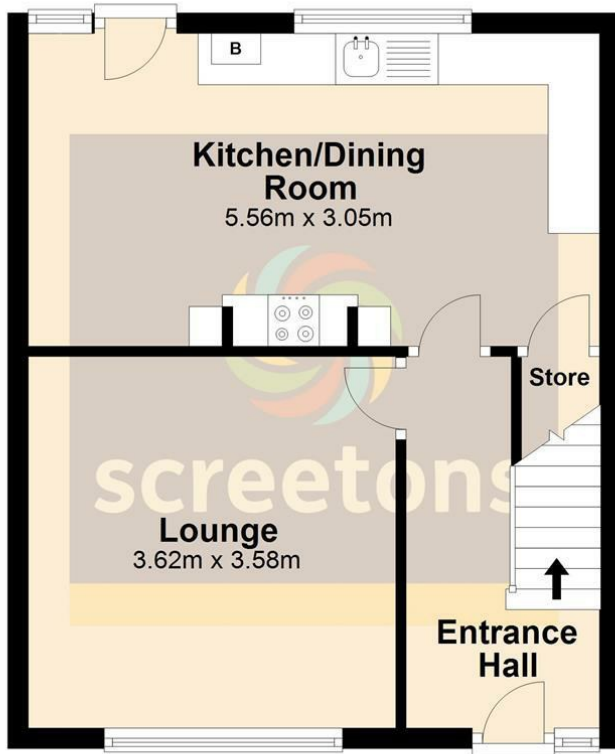 B
Kitchen/Dining
Room
5.56m x 3.05m
Store
screetons
Lounge
3.62m x 3.58m
Entrance
Hall